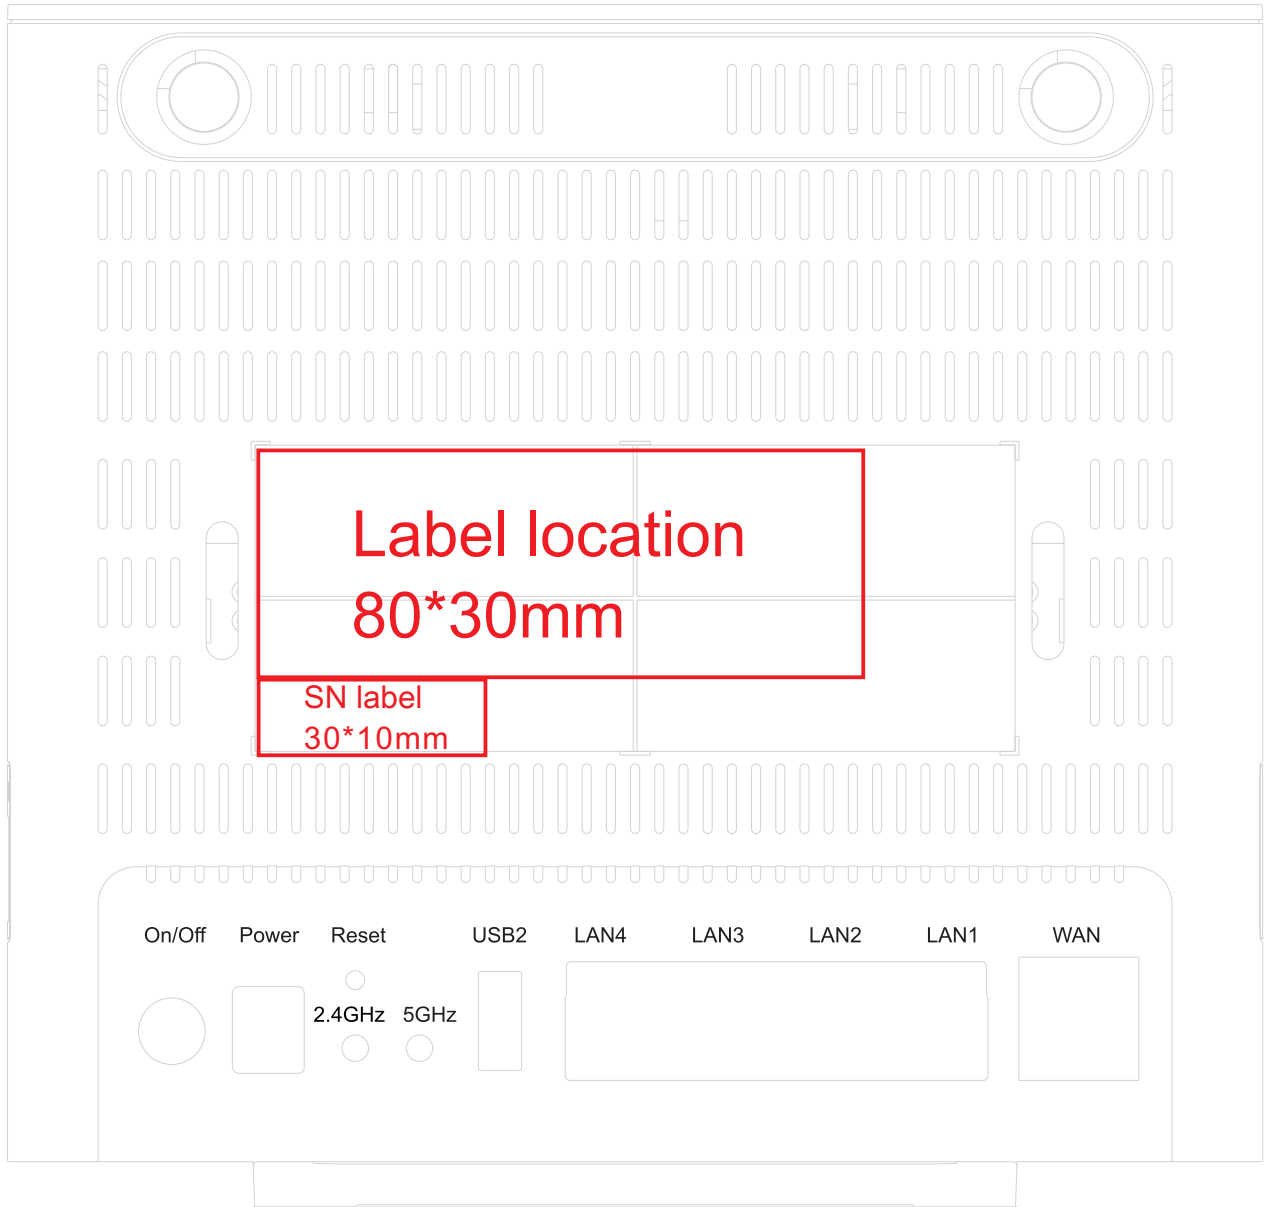 Label location
80*30mm
SN label
30*10mm
On/Off Power Reset USB2 LAN4 LAN3 LAN2 LAN1 WAN
2.4GHz 5GHz